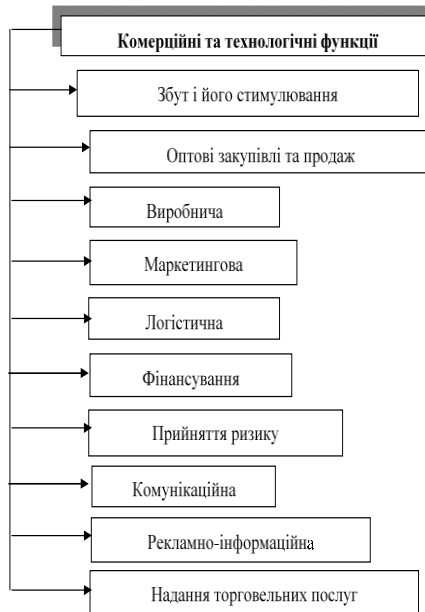 Комерційні та технологічні функції
Збут і його стимулювання
Оптові закупівлі та продаж
Виробнича
Маркетингова
Логістична
Фінансування
Прийняття ризику
Комунікаційна
Рекламно-інформаційна
Надання торговельних послуг